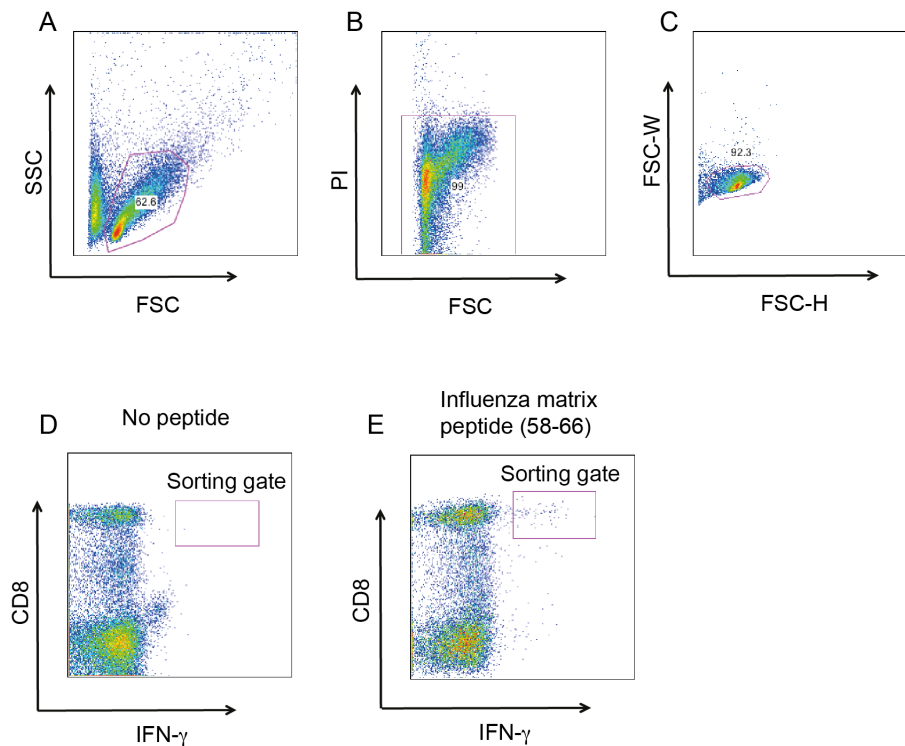 A
SSC
62.6
FSC
B
PI
99
FSC
C
FSC-W
92.3
FSC-H
D
No peptide
Sorting gate
CD8
IFN-γ
E
Influenza matrix
peptide (58-66)
Sorting gate
CD8
IFN-γ